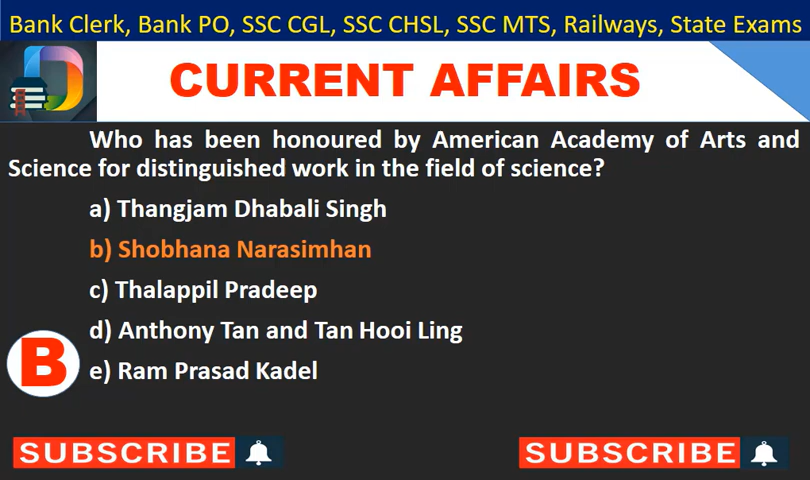 Bank Clerk, Bank PO, SSC CGL, SSC CHSL, SSC MTS, Railways, State Exams
CURRENT AFFAIRS
Who has been honoured by American Academy of Arts and
Science for distinguished work in the field of science?
a) Thangjam Dhabali Singh
b) Shobhana Narasimhan
c) Thalappil Pradeep
d) Anthony Tan and Tan Hooi Ling
e) Ram Prasad Kadel
B
SUBSCRIBE
SUBSCRIBE